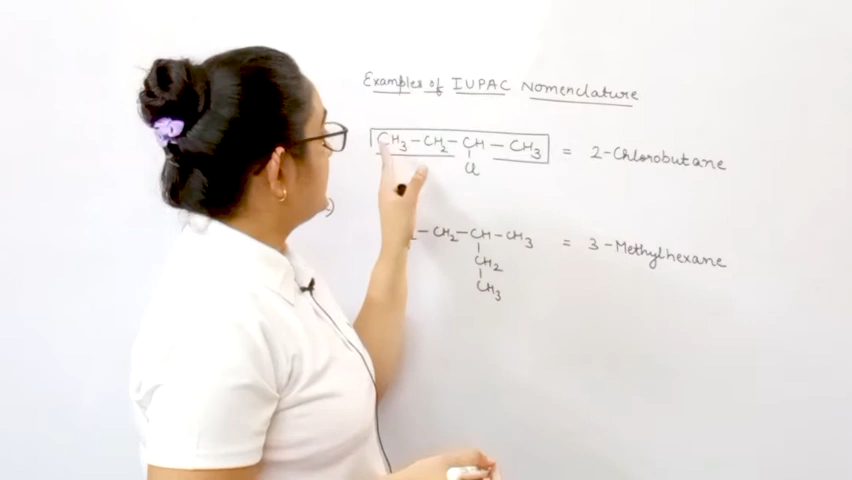 Examples of IUPAC Nomenclature
CH3-CH2-CH-CH3 = 2-Chlorobutane
Cl
-CH2-CH-CH3 = 3-Methylhexane
CH2
CH3